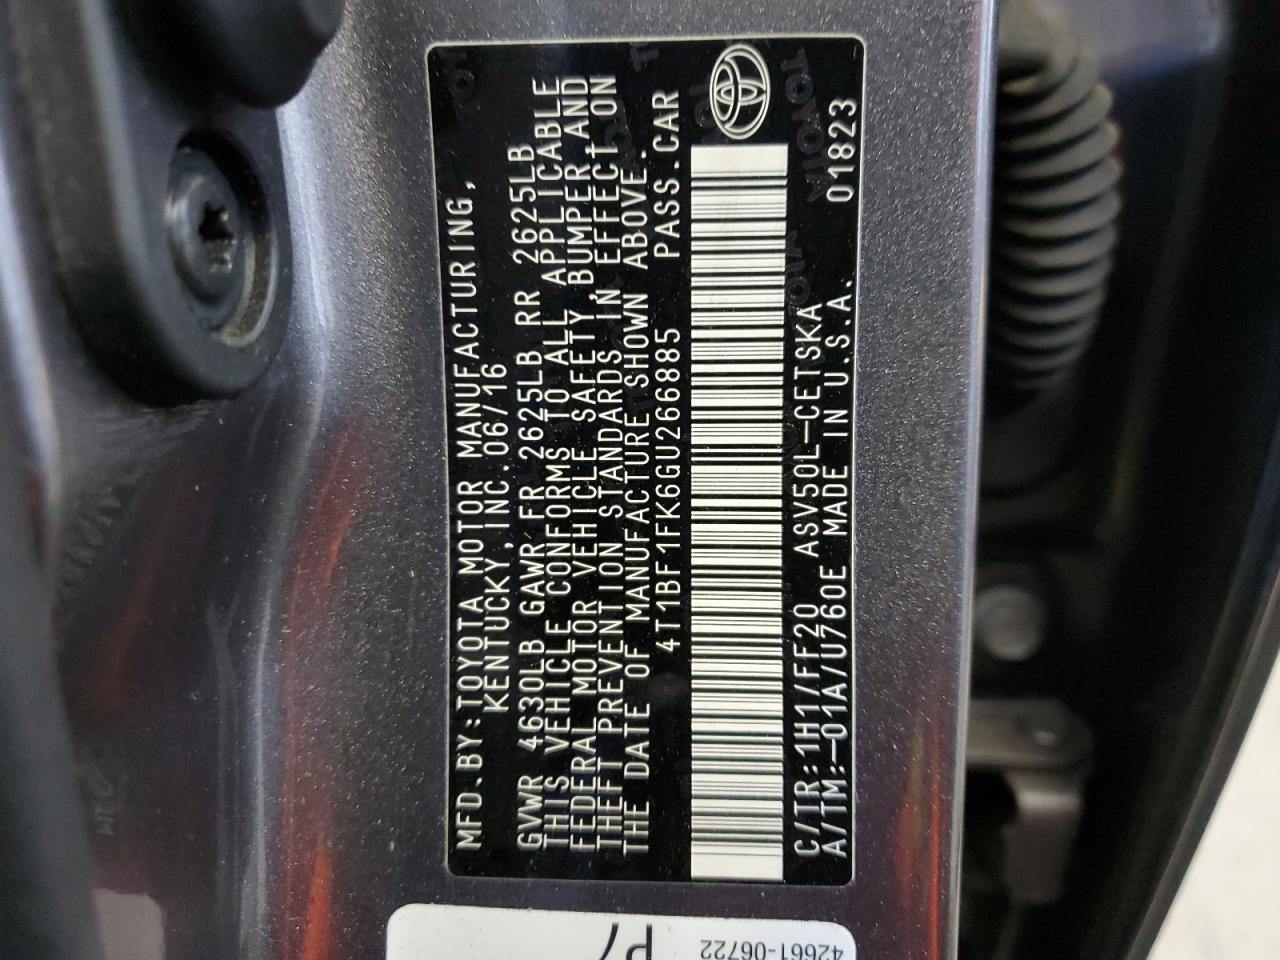 MFD.BY:TOYOTA MOTOR MANUFACTURING,
KENTUCKY,INC.06/16
GVWR 4630LB GAWR FR 2625LB RR 2625LB
THIS VEHICLE CONFORMS TO ALL APPLICABLE
FEDERAL MOTOR VEHICLE SAFETY,BUMPER AND
THEFT PREVENTION STANDARDS IN EFFECT ON
THE DATE OF MANUFACTURE SHOWN ABOVE.
4T1BF1FK6GU266885 PASS.CAR
C/TR:1H1/FF20 ASV50L-CETSKA
A/TM:-01A/U760E MADE IN U.S.A. 01823
TOYOTA
P7
42661-06722